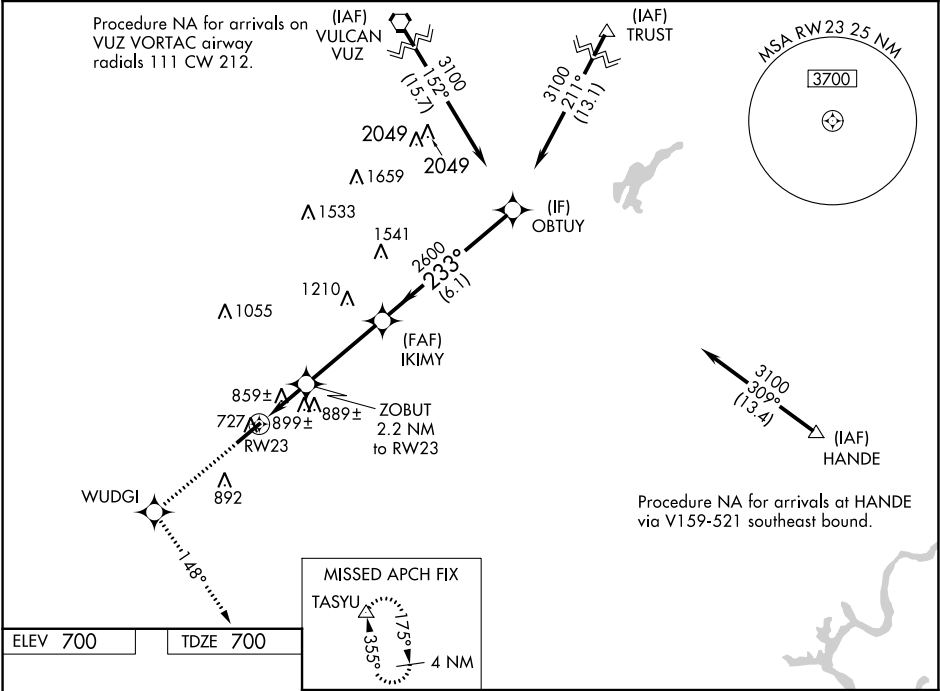 Procedure NA for arrivals on
VUZ VORTAC airway
radials 111 CW 212.
(IAF)
VULCAN
VUZ
3100
152°
(15.7)
(IAF)
TRUST
3100
211°
(13.1)
MSA RW23 25 NM
3700
2049
2049
1659
1533
1541
1210
1055
(IF)
OBTUY
2600
233°
(6.1)
(FAF)
IKIMY
859±
899±
889±
727
RW23
ZOBUT
2.2 NM
to RW23
892
WUDGI
148°
3100
309°
(13.4)
(IAF)
HANDE
Procedure NA for arrivals at HANDE
via V159-521 southeast bound.
MISSED APCH FIX
TASYU
175°
355°
4 NM
ELEV 700
TDZE 700